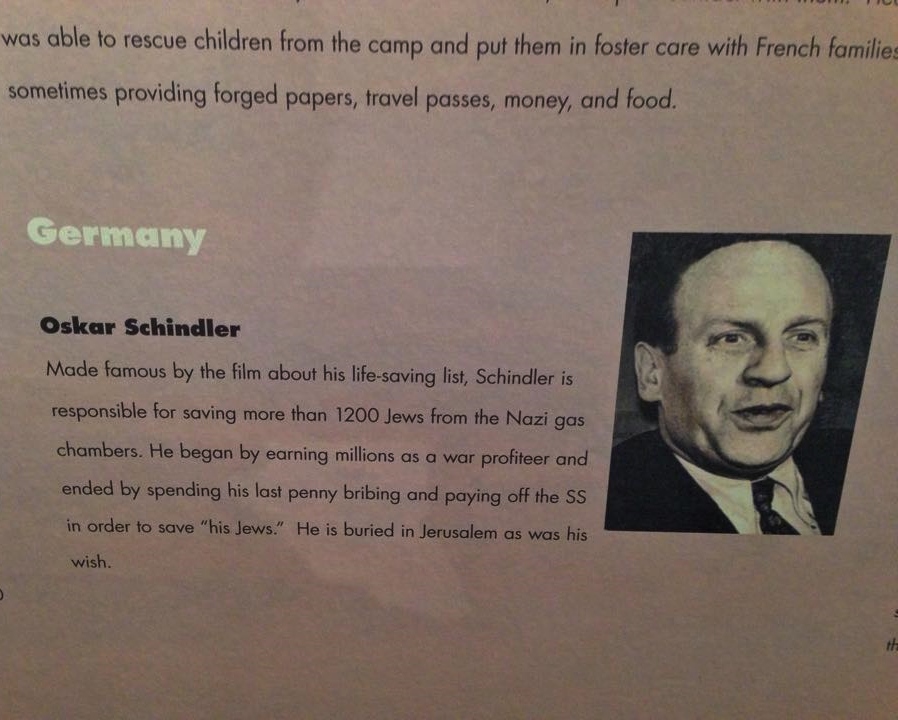 was able to rescue children from the camp and put them in foster care with French families
sometimes providing forged papers, travel passes, money, and food.
Germany
Oskar Schindler
Made famous by the film about his life-saving list, Schindler is
responsible for saving more than 1200 Jews from the Nazi gas
chambers. He began by earning millions as a war profiteer and
ended by spending his last penny bribing and paying off the SS
in order to save “his Jews.” He is buried in Jerusalem as was his
wish.